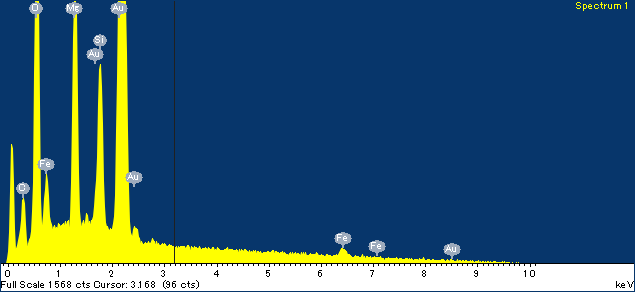 Spectrum 1
O Mg Au
Si
Au
Fe
Au
Fe Fe Au
0 1 2 3 4 5 6 7 8 9 10
Full Scale 1568 cts Cursor: 3.168 (96 cts) keV